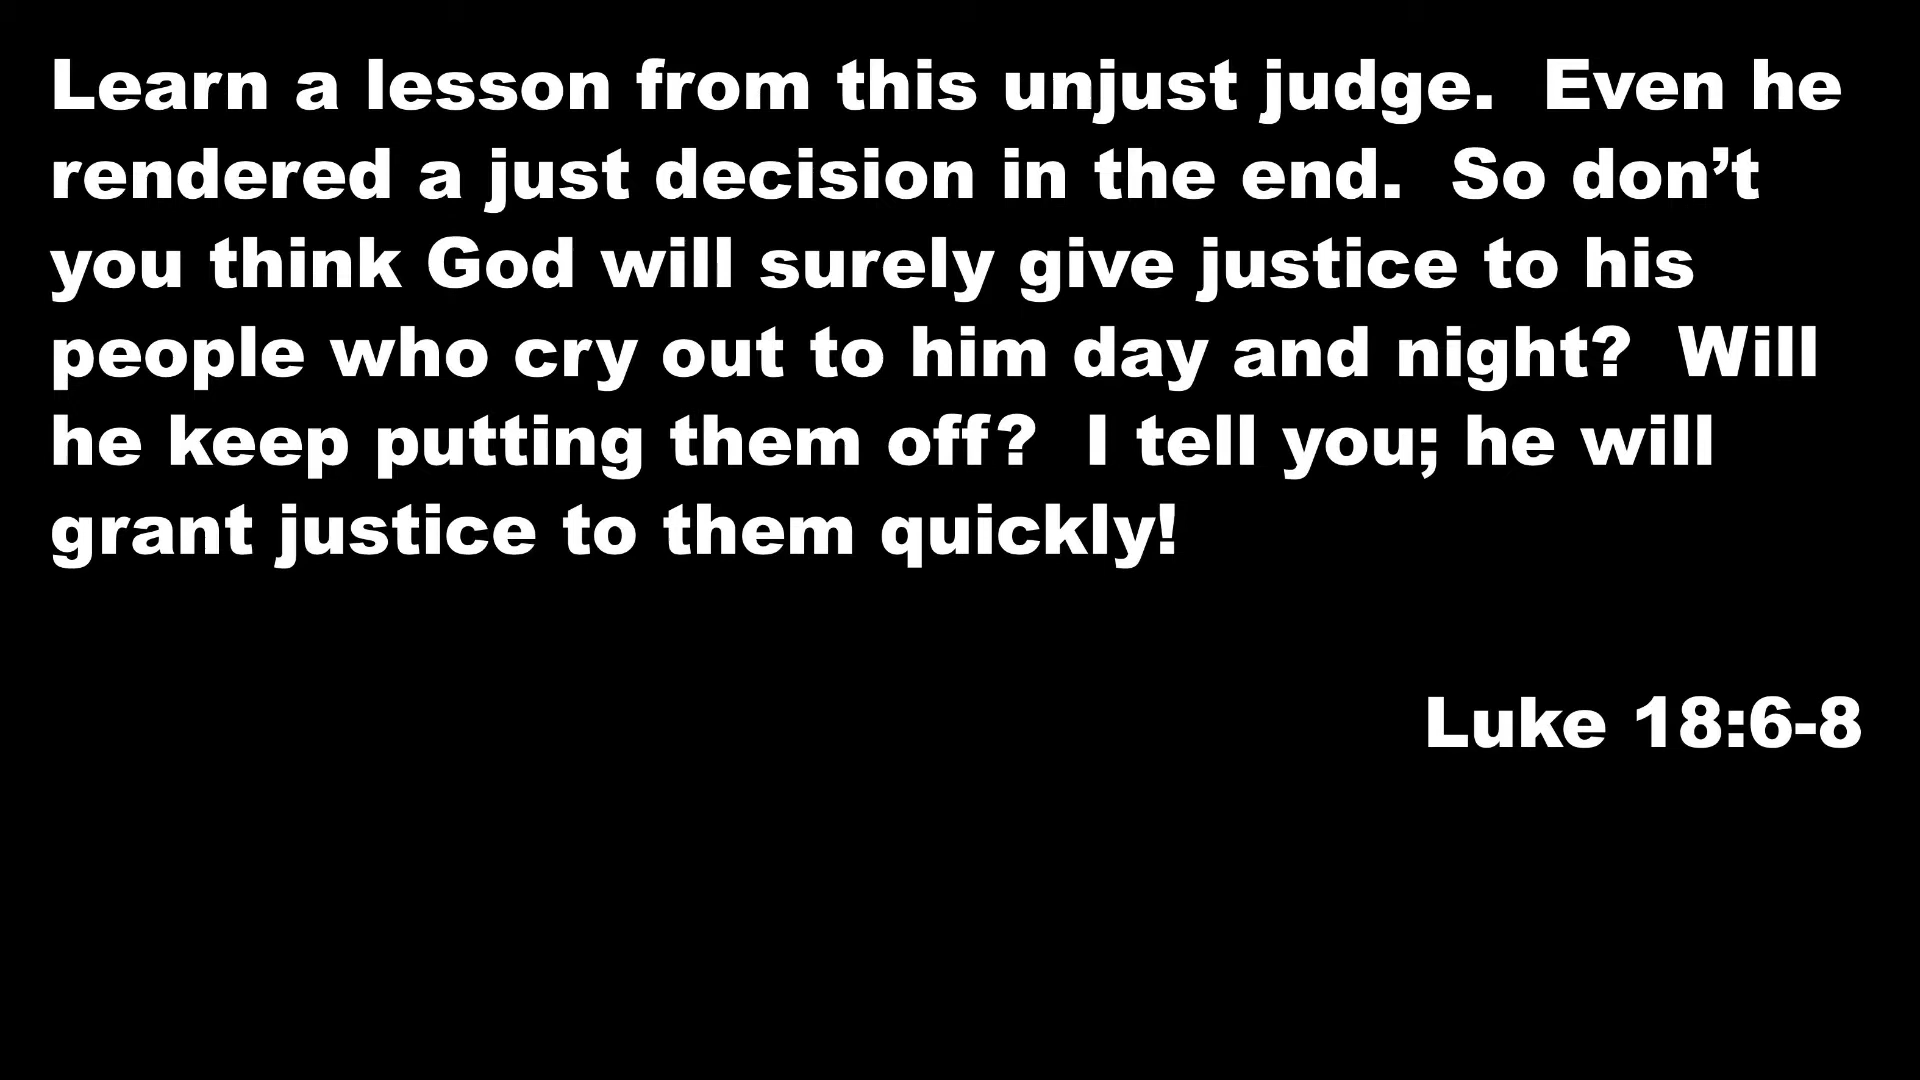 Learn a lesson from this unjust judge.  Even he
rendered a just decision in the end.  So don’t
you think God will surely give justice to his
people who cry out to him day and night?  Will
he keep putting them off?  I tell you; he will
grant justice to them quickly!
Luke 18:6-8